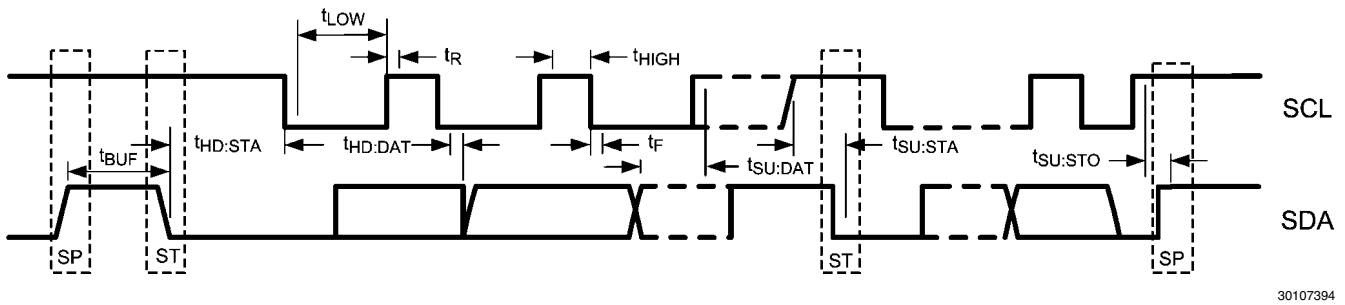 tLOW
tR
tHIGH
SCL
tHD:STA
tHD:DAT
tF
tSU:DAT
tSU:STA
tSU:STO
tBUF
SDA
SP
ST
ST
SP
30107394